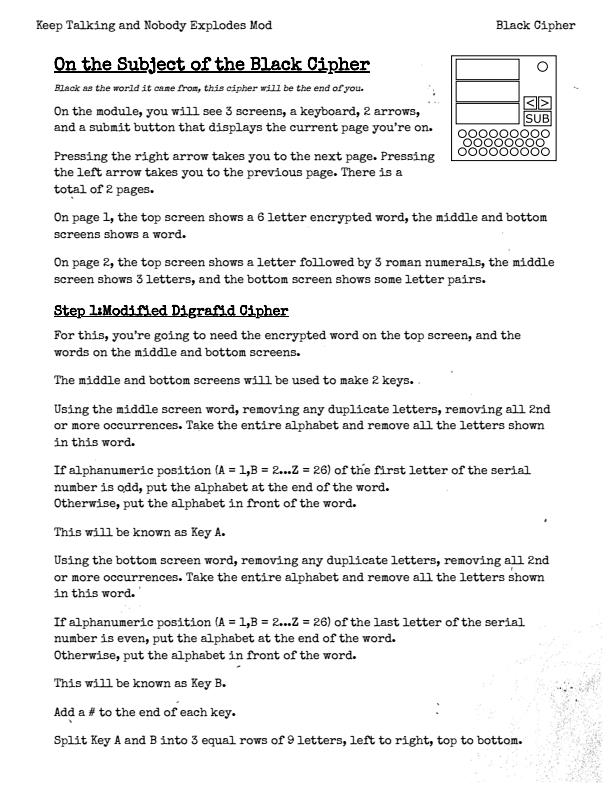 Keep Talking and Nobody Explodes Mod Black Cipher
On the Subject of the Black Cipher
Black as the world it came from, this cipher will be the end of you.
On the module, you will see 3 screens, a keyboard, 2 arrows,
and a submit button that displays the current page you're on.
< >
SUB
Pressing the right arrow takes you to the next page. Pressing
the left arrow takes you to the previous page. There is a
total of 2 pages.
On page 1, the top screen shows a 6 letter encrypted word, the middle and bottom
screens shows a word.
On page 2, the top screen shows a letter followed by 3 roman numerals, the middle
screen shows 3 letters, and the bottom screen shows some letter pairs.
Step 1:Modified Digrafid Cipher
For this, you're going to need the encrypted word on the top screen, and the
words on the middle and bottom screens.
The middle and bottom screens will be used to make 2 keys.
Using the middle screen word, removing any duplicate letters, removing all 2nd
or more occurrences. Take the entire alphabet and remove all the letters shown
in this word.
If alphanumeric position (A = 1,B = 2...Z = 26) of the first letter of the serial
number is odd, put the alphabet at the end of the word.
Otherwise, put the alphabet in front of the word.
This will be known as Key A.
Using the bottom screen word, removing any duplicate letters, removing all 2nd
or more occurrences. Take the entire alphabet and remove all the letters shown
in this word.
If alphanumeric position (A = 1,B = 2...Z = 26) of the last letter of the serial
number is even, put the alphabet at the end of the word.
Otherwise, put the alphabet in front of the word.
This will be known as Key B.
Add a # to the end of each key.
Split Key A and B into 3 equal rows of 9 letters, left to right, top to bottom.